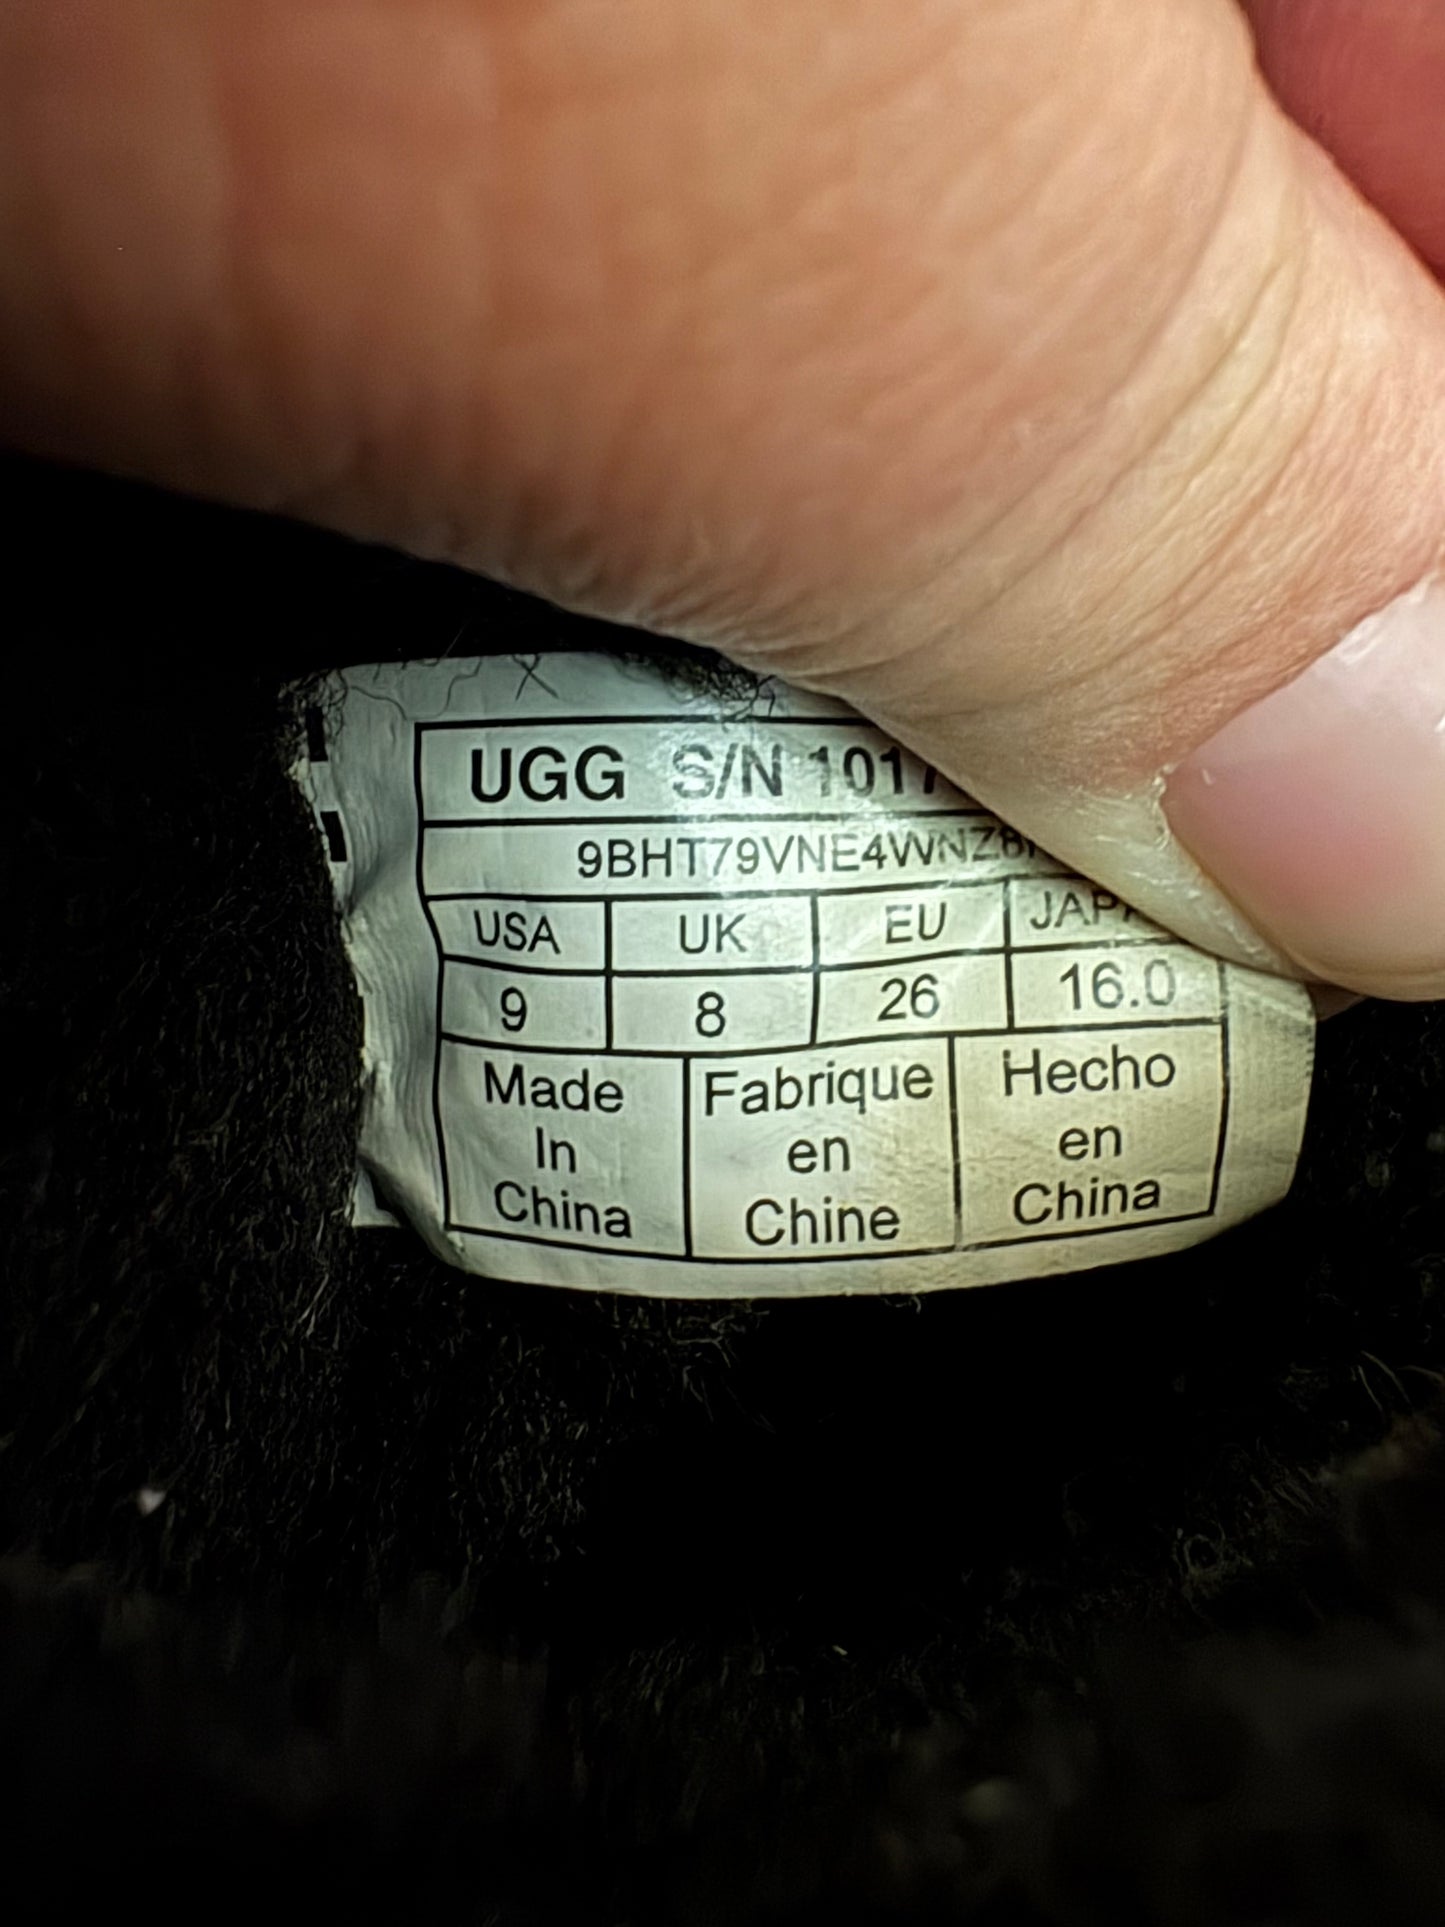 UGG S/N 1017
9BHT79VNE4WNZ8
USA UK EU
9 8 26 16.0
Made Fabrique Hecho
In en en
China Chine China